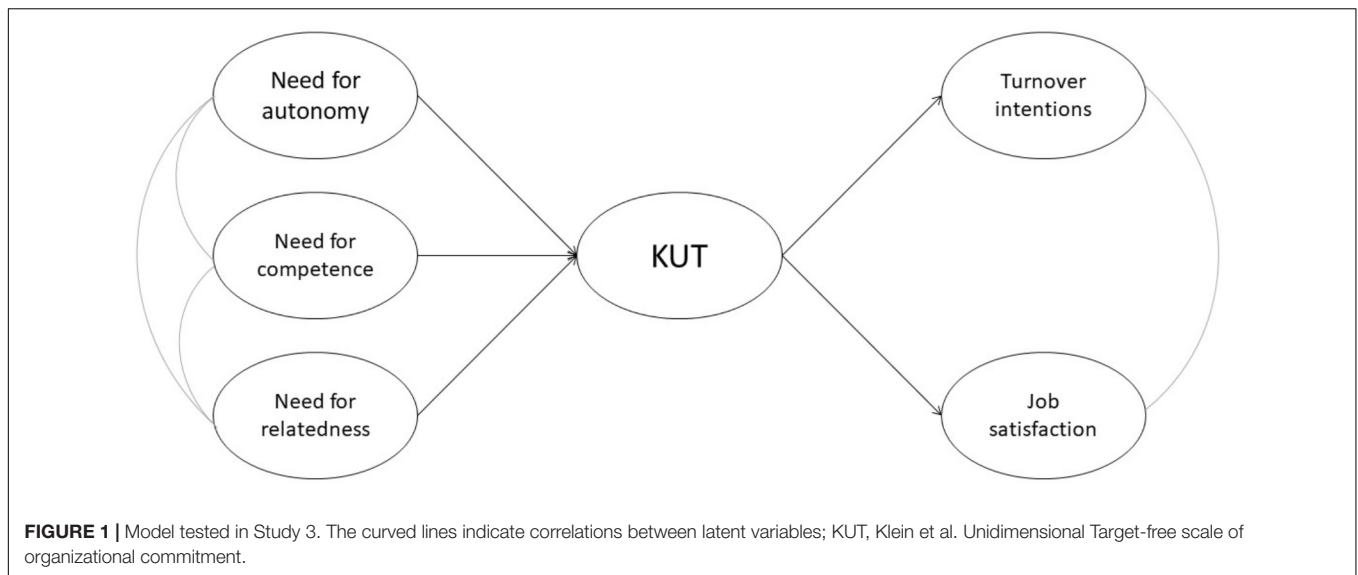 Need for
autonomy
Need for
competence
Need for
relatedness
KUT
Turnover
intentions
Job
satisfaction
FIGURE 1 | Model tested in Study 3. The curved lines indicate correlations between latent variables; KUT, Klein et al. Unidimensional Target-free scale of
organizational commitment.